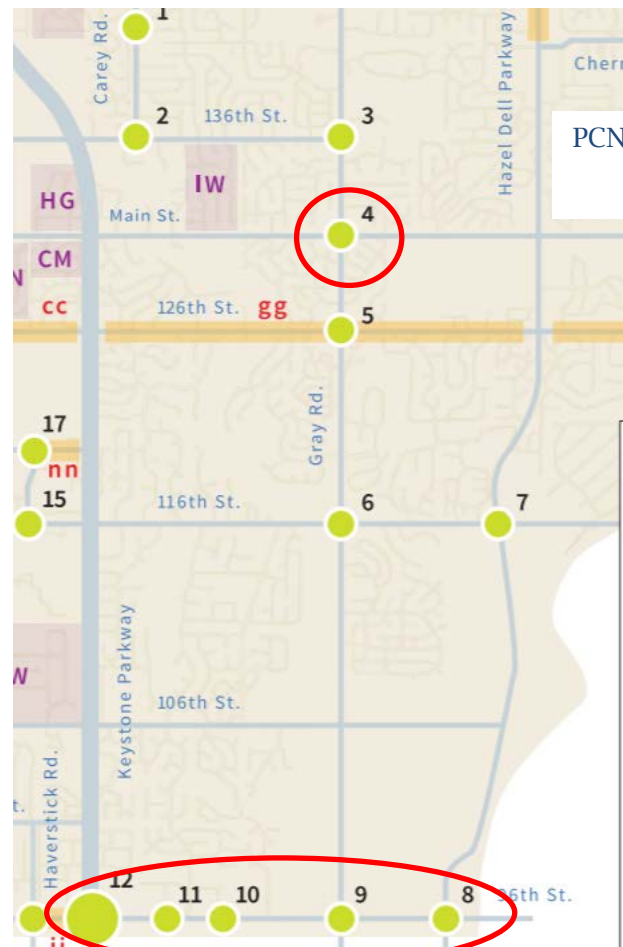 1
Carey Rd.
Hazel Dell Parkway
Cherr
2
136th St.
3
PCN
IW
HG
Main St.
4
CM
N
cc
126th St.
gg
5
Gray Rd.
17
nn
15
116th St.
6
7
W
Keystone Parkway
106th St.
Haverstick Rd.
t.
12
11
10
9
8
96th St.
ii